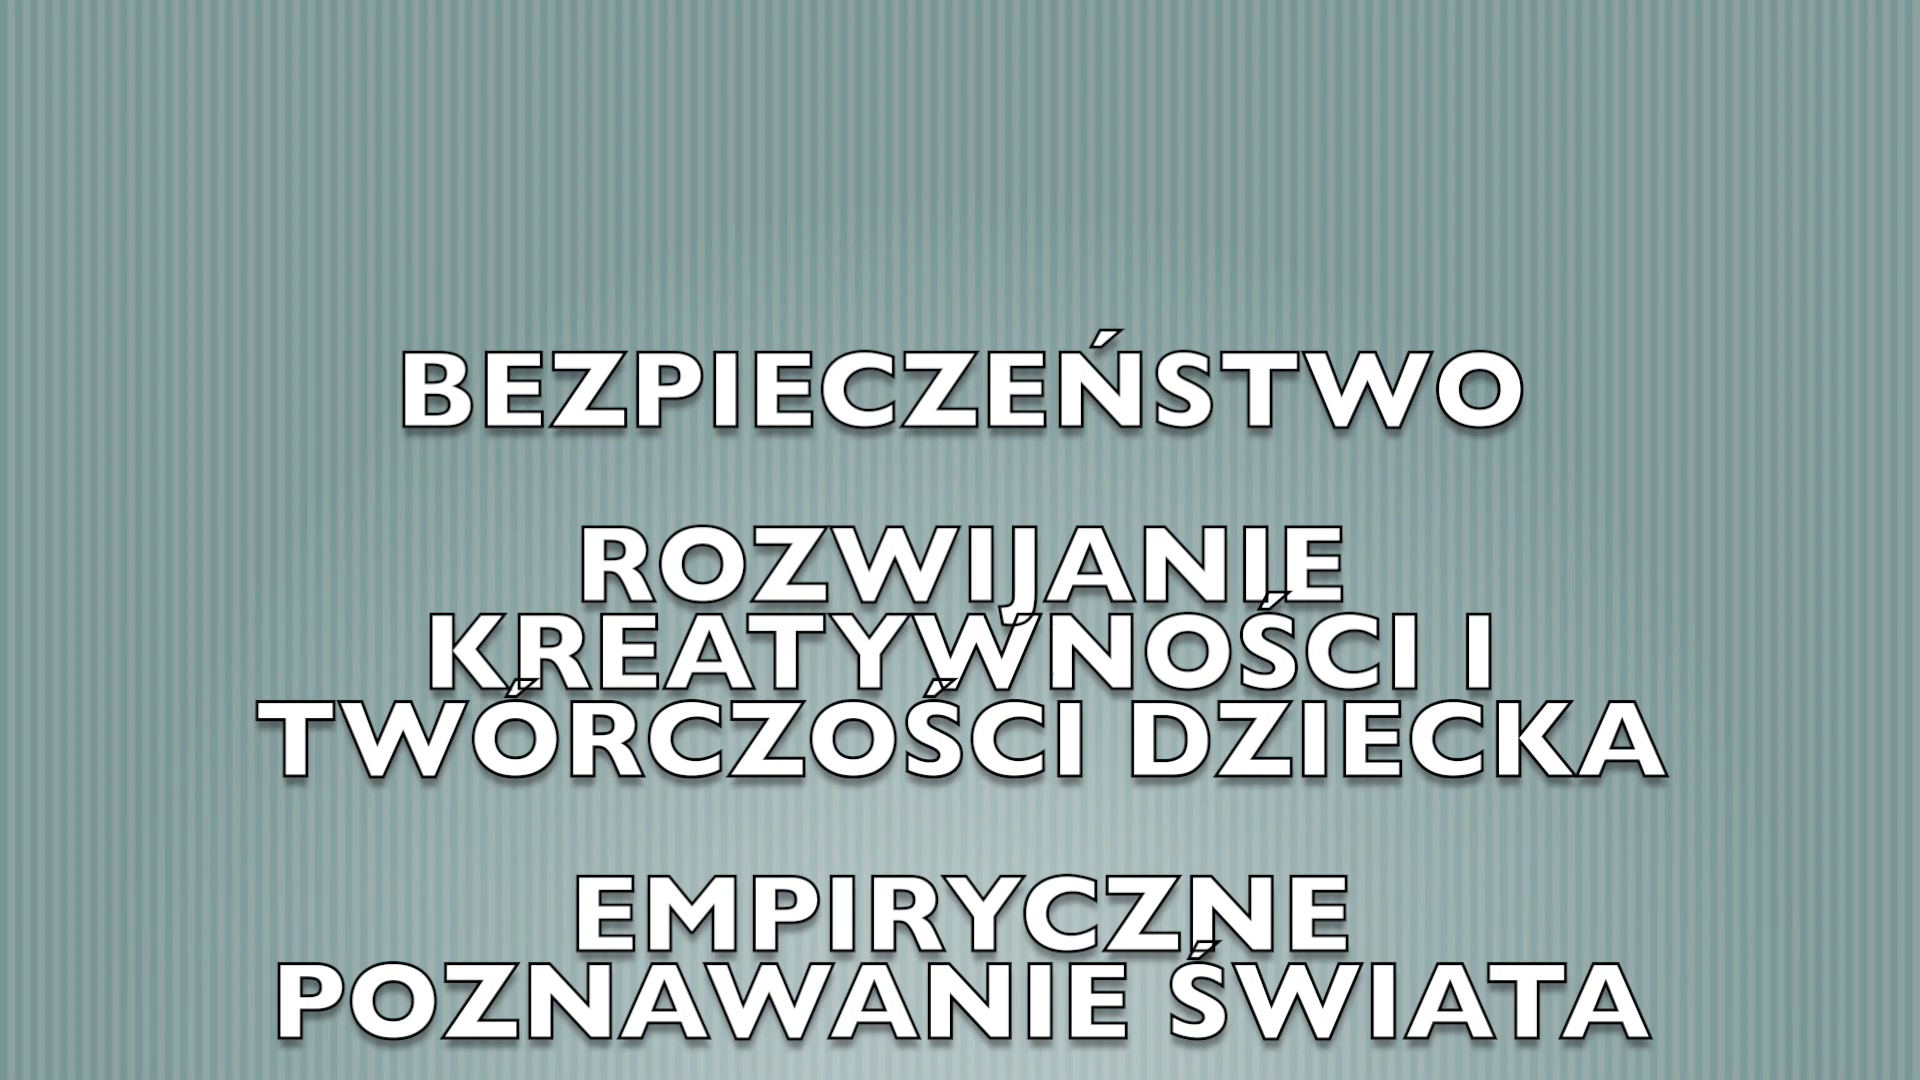 BEZPIECZEŃSTWO
ROZWIJANIE
KREATYWNOŚCI I
TWÓRCZOŚCI DZIECKA
EMPIRYCZNE
POZNAWANIE ŚWIATA